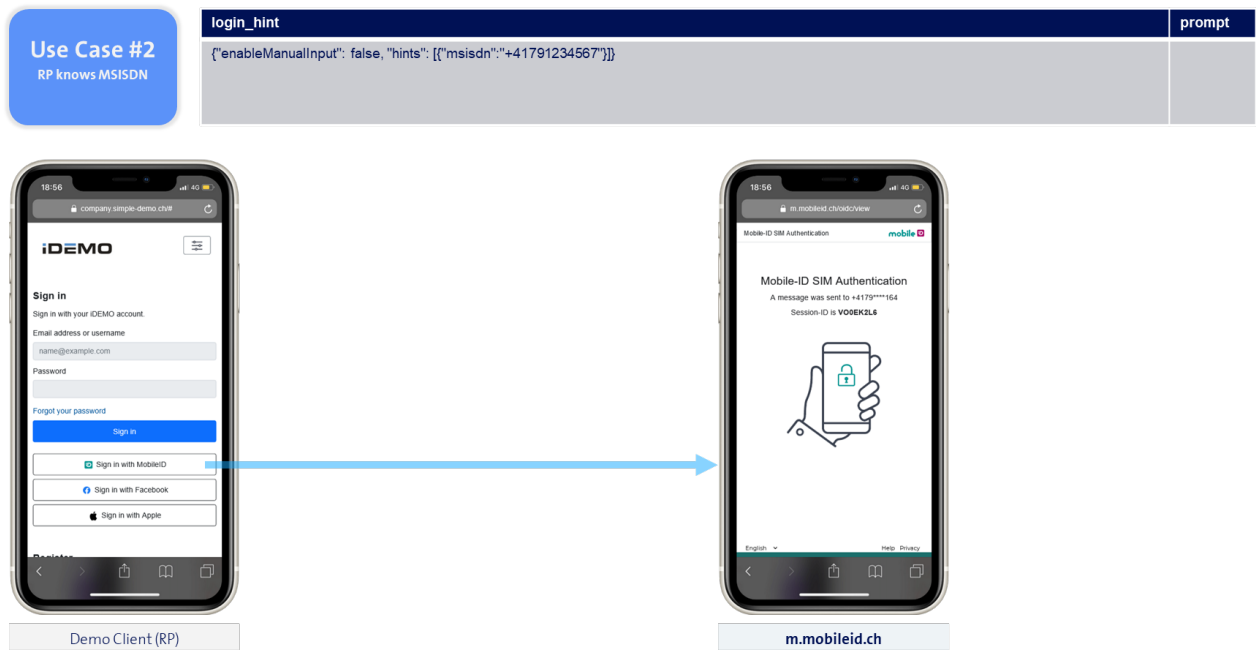 Use Case #2
RP knows MSISDN
login_hint
prompt
{"enableManualInput": false, "hints": [{"msisdn":"+41791234567"}]}
18:56
4G
company.simple-demo.ch/#
iDEMO
Sign in
Sign in with your iDEMO account.
Email address or username
name@example.com
Password
Forgot your password
Sign in
Sign in with MobileID
Sign in with Facebook
Sign in with Apple
Register
Demo Client (RP)
18:56
4G
m.mobileid.ch/oidc/view
Mobile-ID SIM Authentication
mobile ID
Mobile-ID SIM Authentication
A message was sent to +4179****164
Session-ID is VO0EK2L6
English
Help Privacy
m.mobileid.ch